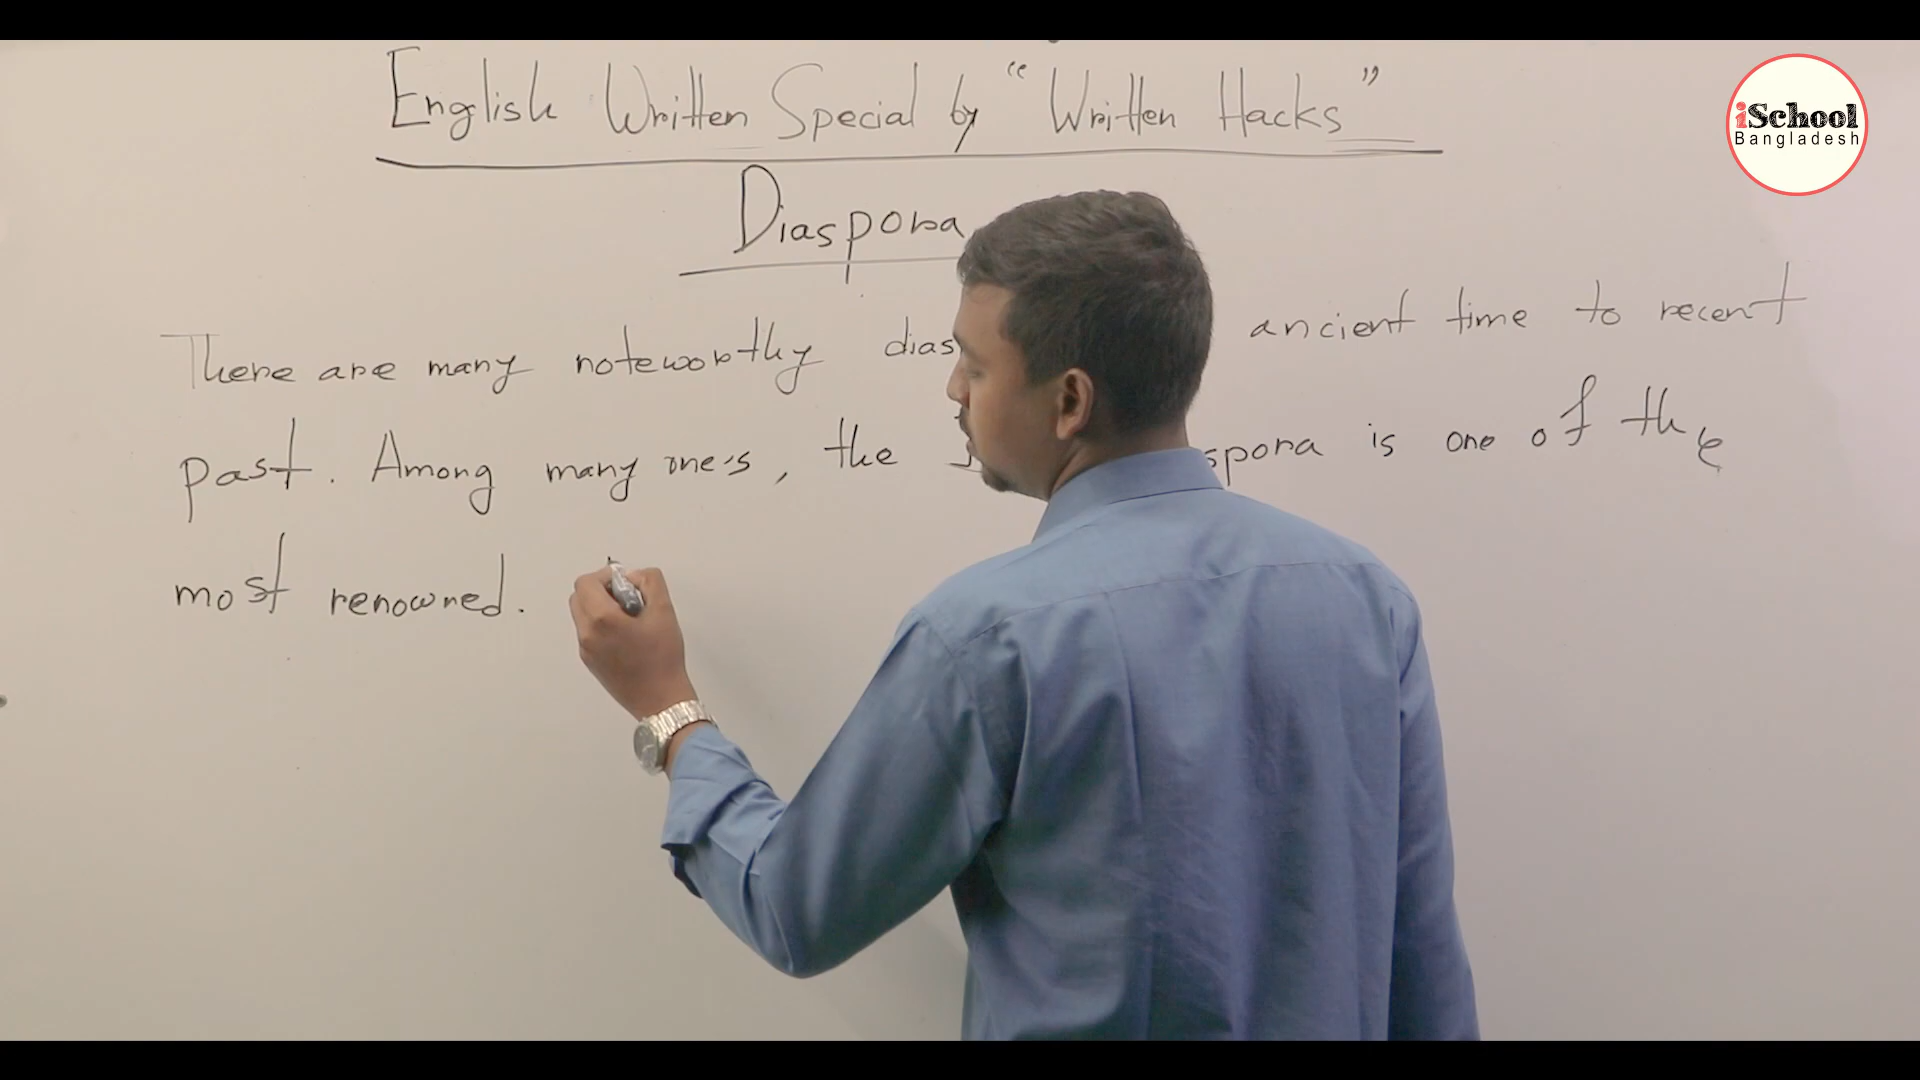 English Written Special by "Written Hacks"
Diaspora
There are many noteworthy dias ancient time to recent
past. Among many one's, the spora is one of the
most renowned.
iSchool
Bangladesh